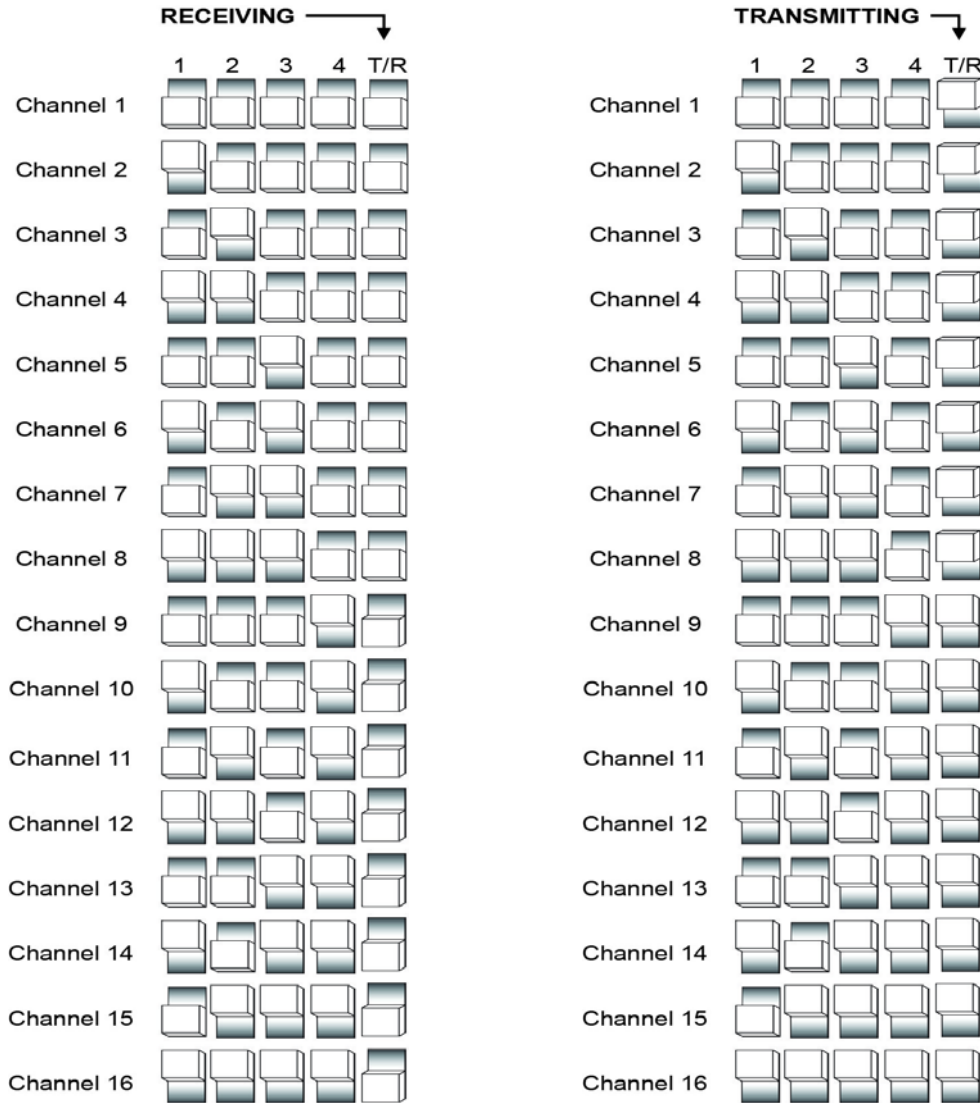 RECEIVING
1 2 3 4 T/R
Channel 1
Channel 2
Channel 3
Channel 4
Channel 5
Channel 6
Channel 7
Channel 8
Channel 9
Channel 10
Channel 11
Channel 12
Channel 13
Channel 14
Channel 15
Channel 16
TRANSMITTING
1 2 3 4 T/R
Channel 1
Channel 2
Channel 3
Channel 4
Channel 5
Channel 6
Channel 7
Channel 8
Channel 9
Channel 10
Channel 11
Channel 12
Channel 13
Channel 14
Channel 15
Channel 16